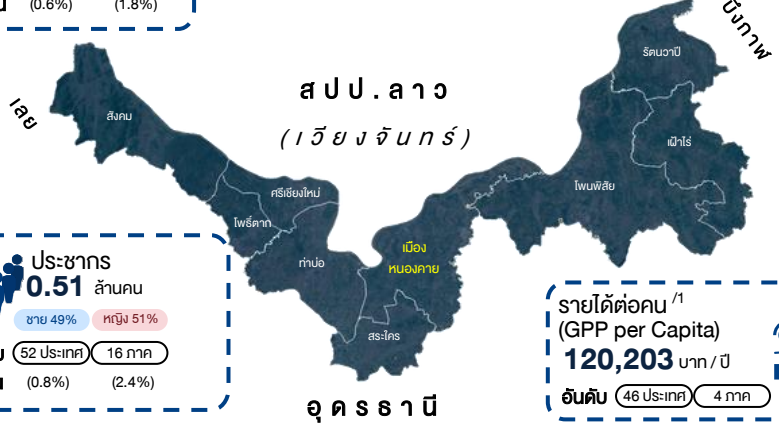 (0.6%) (1.8%)
บึงกาฬ
รัตนวาปี
เลย
สปป.ลาว
สังคม
(เวียงจันทร์)
เฝ้าไร่
ศรีเชียงใหม่
โพนพิสัย
โพธิ์ตาก
เมือง
หนองคาย
ท่าบ่อ
สระใคร
ประชากร
0.51 ล้านคน
ชาย 49% หญิง 51%
52 ประเทศ 16 ภาค
(0.8%) (2.4%)
รายได้ต่อคน /1
(GPP per Capita)
120,203 บาท / ปี
อันดับ 46 ประเทศ 4 ภาค
อุดรธานี